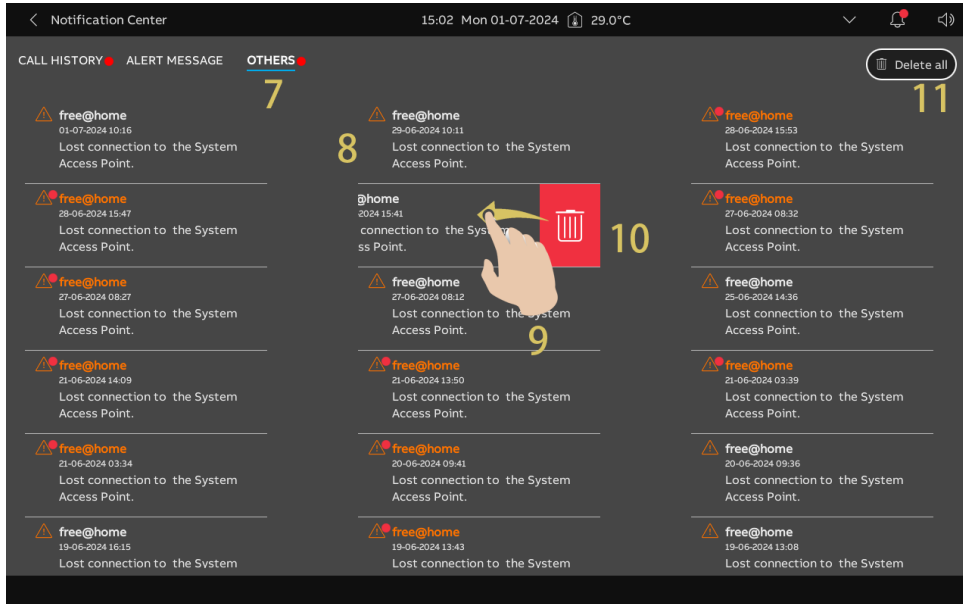 Notification Center
15:02 Mon 01-07-2024 29.0°C
CALL HISTORY ALERT MESSAGE OTHERS
Delete all
7
11
free@home
01-07-2024 10:16
Lost connection to the System
Access Point.
8
free@home
29-06-2024 10:11
Lost connection to the System
Access Point.
free@home
28-06-2024 15:53
Lost connection to the System
Access Point.
free@home
28-06-2024 15:47
Lost connection to the System
Access Point.
@home
2024 15:41
connection to the System
ss Point.
10
free@home
27-06-2024 08:32
Lost connection to the System
Access Point.
free@home
27-06-2024 08:27
Lost connection to the System
Access Point.
free@home
27-06-2024 08:12
Lost connection to the System
Access Point.
9
free@home
25-06-2024 14:36
Lost connection to the System
Access Point.
free@home
21-06-2024 14:09
Lost connection to the System
Access Point.
free@home
21-06-2024 13:50
Lost connection to the System
Access Point.
free@home
21-06-2024 03:39
Lost connection to the System
Access Point.
free@home
21-06-2024 03:34
Lost connection to the System
Access Point.
free@home
20-06-2024 09:41
Lost connection to the System
Access Point.
free@home
20-06-2024 09:36
Lost connection to the System
Access Point.
free@home
19-06-2024 16:15
Lost connection to the System
free@home
19-06-2024 13:43
Lost connection to the System
free@home
19-06-2024 13:08
Lost connection to the System